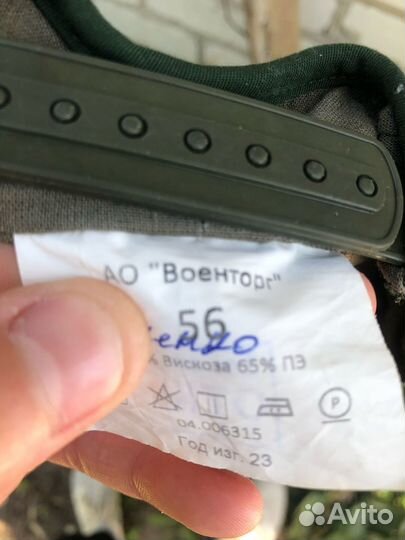 АО "Военторг"
56
% Вискоза 65% ПЭ
P
04.006315
Год изг. 23
Avito